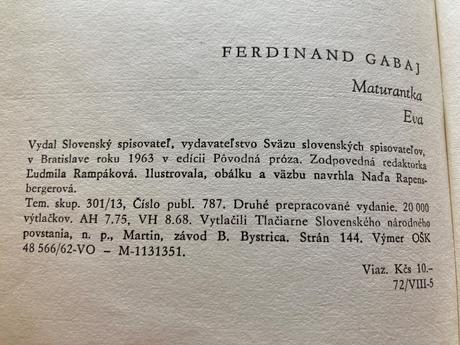 FERDINAND GABAJ
Maturantka
Eva
Vydal Slovenský spisovateľ, vydavateľstvo Sväzu slovenských spisovateľov,
v Bratislave roku 1963 v edícii Pôvodná próza. Zodpovedná redaktorka
Ľudmila Rampáková. Ilustrovala, obálku a väzbu navrhla Naďa Rapens-
bergerová.
Tem. skup. 301/13, Číslo publ. 787. Druhé prepracované vydanie. 20 000
výtlačkov. AH 7.75, VH 8.68. Vytlačili Tlačiarne Slovenského národného
povstania, n. p., Martin, závod B. Bystrica. Strán 144. Výmer OŠK
48 566/62-VO – M-1131351.
Viaz. Kčs 10.–
72/VIII-5